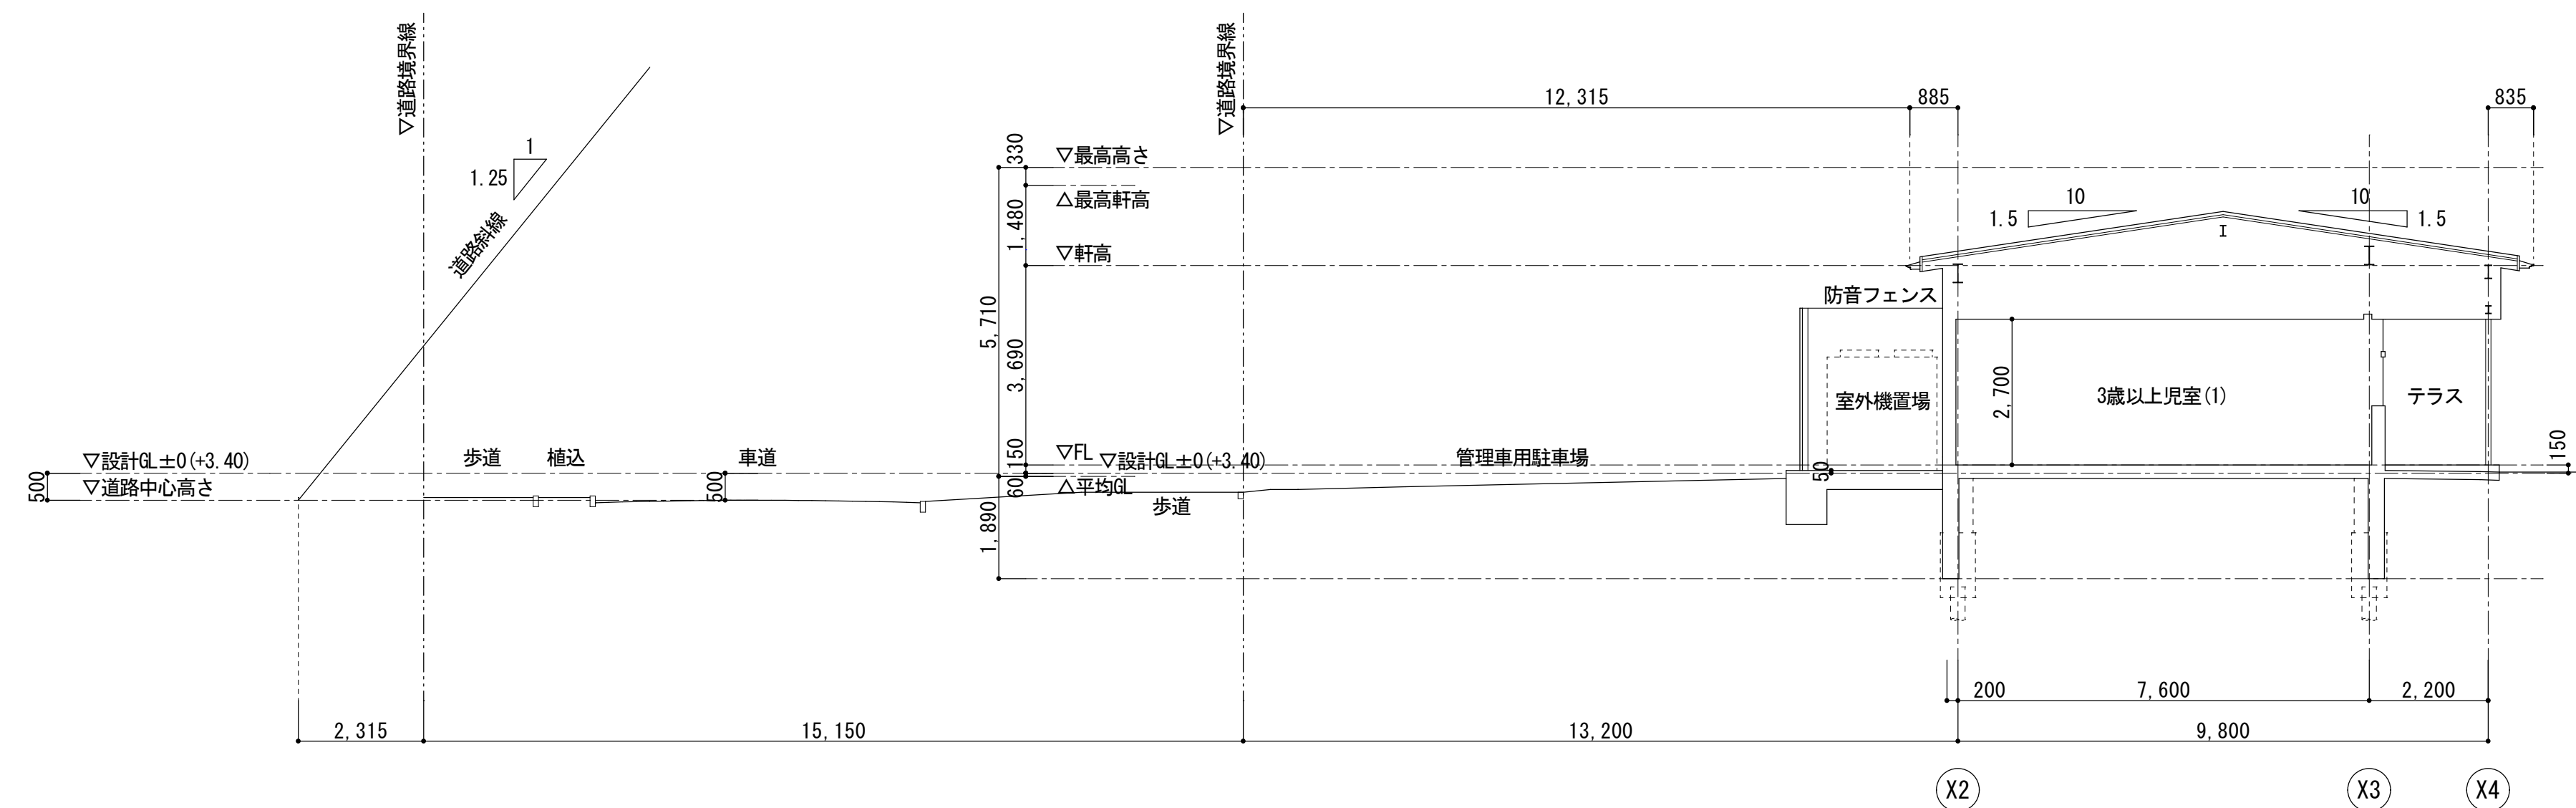 ▽道路境界線
▽道路境界線
12,315
885
835
330
▽最高高さ
1
1.25
△最高軒高
1,480
10
1.5
10
1.5
道路斜線
▽軒高
防音フェンス
5,710
3,690
2,700
室外機置場
3歳以上児室(1)
テラス
500
▽設計GL±0(+3.40)
歩道
植込
車道
150
▽FL
▽設計GL±0(+3.40)
管理車用駐車場
150
▽道路中心高さ
500
60
△平均GL
50
歩道
1,890
200
7,600
2,200
2,315
15,150
13,200
9,800
X2
X3
X4